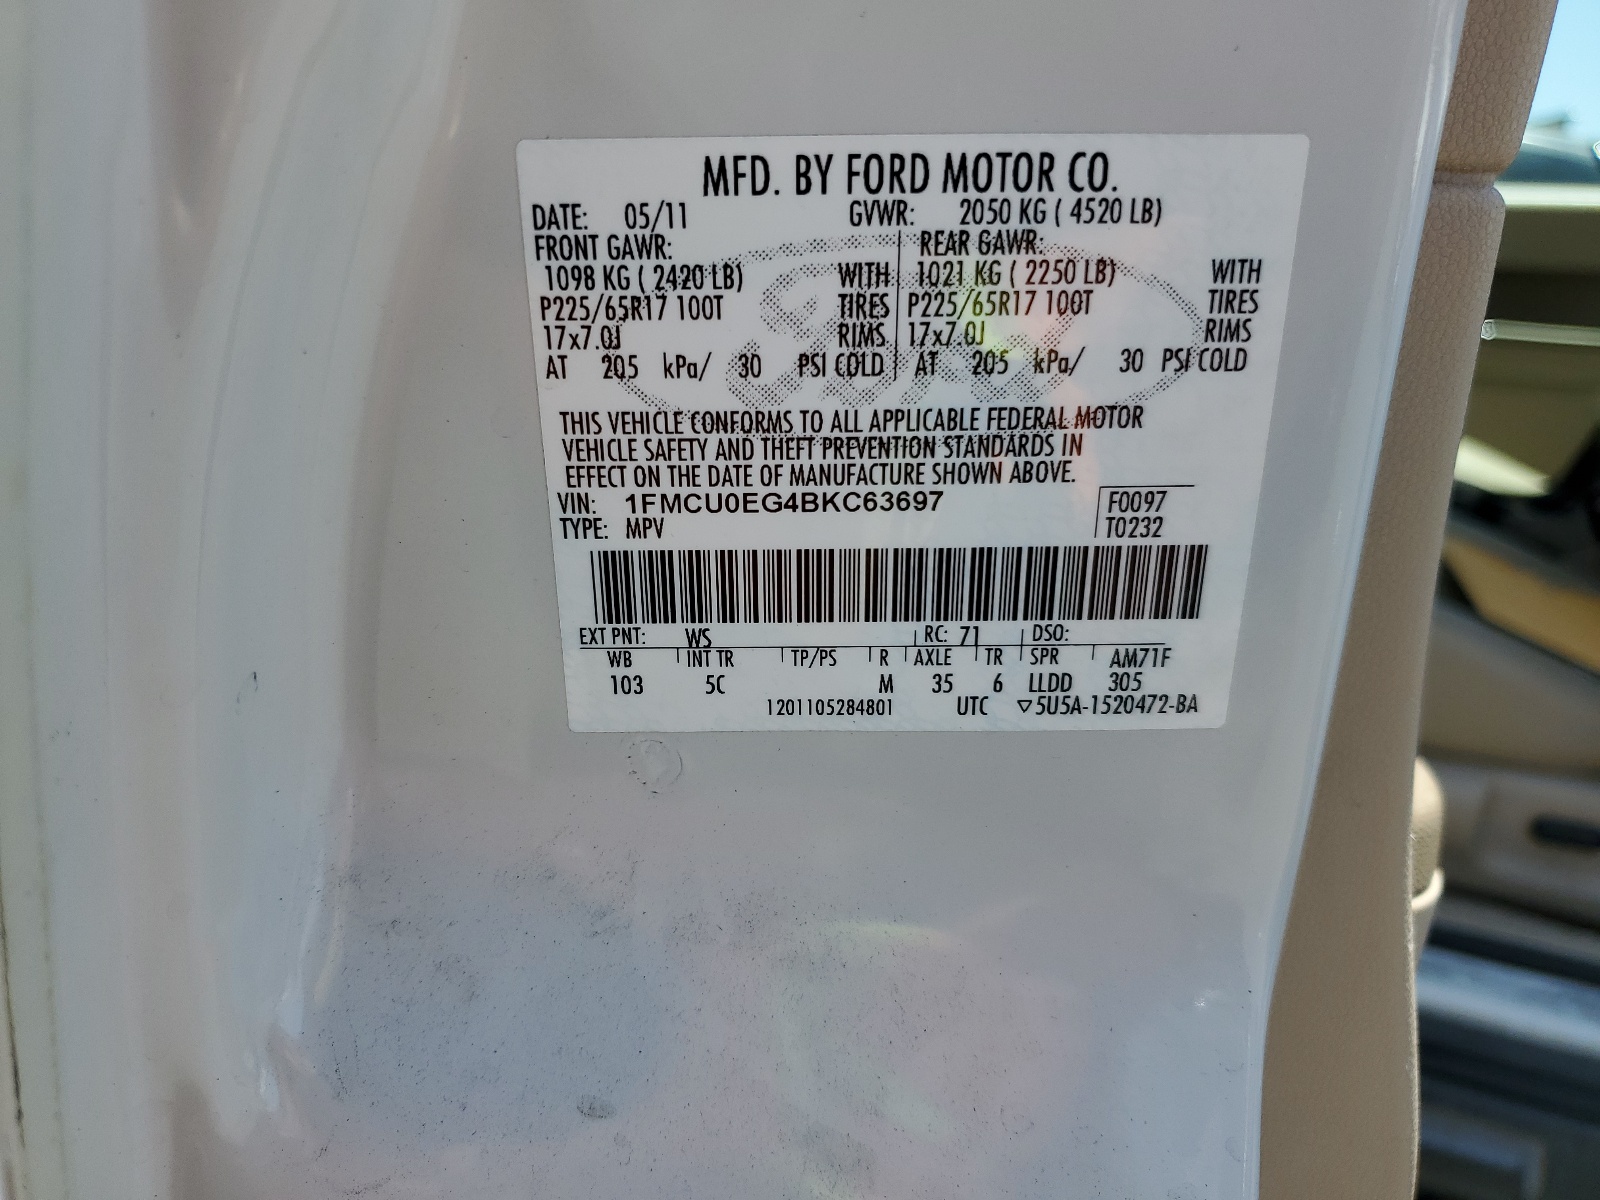 MFD. BY FORD MOTOR CO.
DATE: 05/11 GVWR: 2050 KG ( 4520 LB)
FRONT GAWR: REAR GAWR:
1098 KG ( 2420 LB) WITH 1021 KG ( 2250 LB) WITH
P225/65R17 100T TIRES P225/65R17 100T TIRES
17x7.0J RIMS 17x7.0J RIMS
AT 205 kPa/ 30 PSI COLD AT 205 kPa/ 30 PSI COLD
Ford
THIS VEHICLE CONFORMS TO ALL APPLICABLE FEDERAL MOTOR
VEHICLE SAFETY AND THEFT PREVENTION STANDARDS IN
EFFECT ON THE DATE OF MANUFACTURE SHOWN ABOVE.
VIN: 1FMCU0EG4BKC63697 F0097
TYPE: MPV T0232
EXT PNT: WS RC: 71 DSO:
WB INT TR TP/PS R AXLE TR SPR AM71F
103 5C M 35 6 LLDD 305
1201105284801 UTC ▽5U5A-1520472-BA